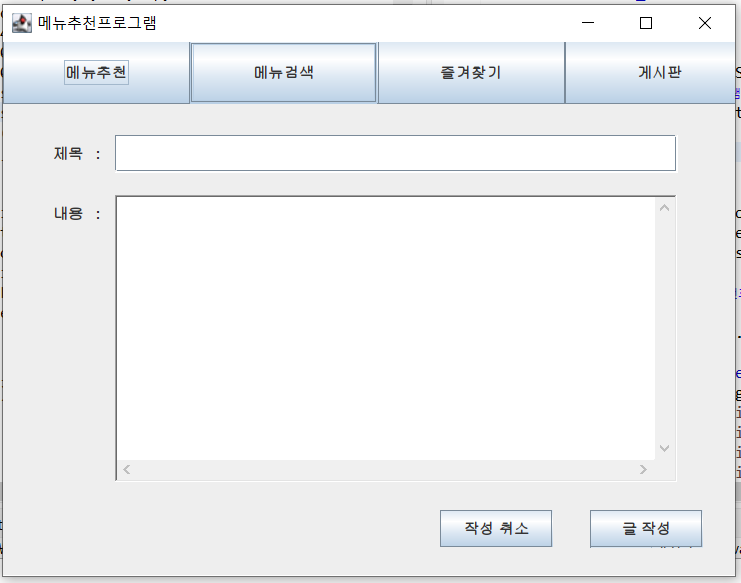 메뉴추천프로그램
메뉴추천 메뉴검색 즐겨찾기 게시판
제목 :
내용 :
작성 취소 글 작성